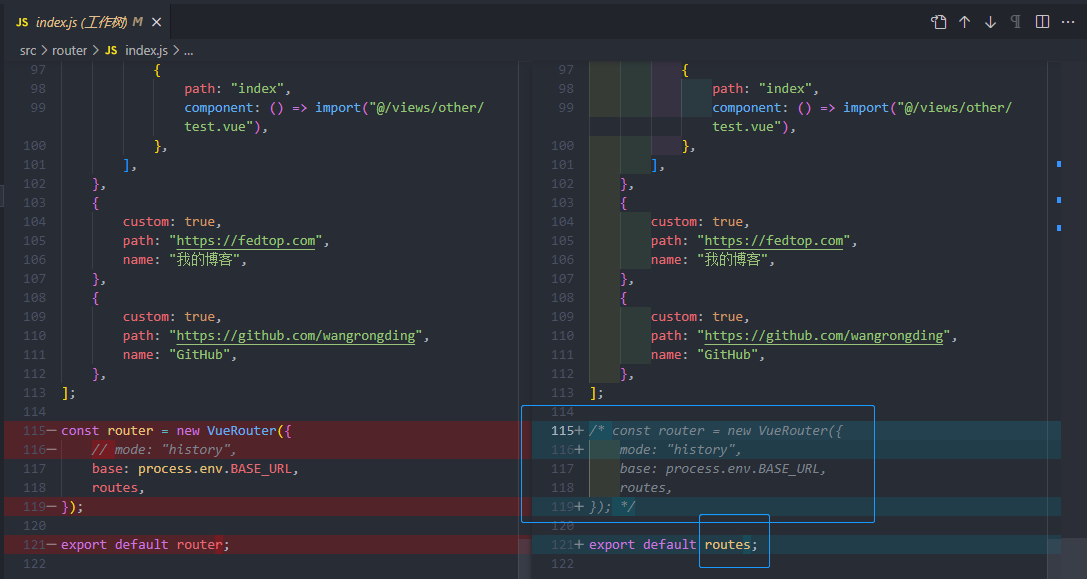 JS index.js (工作树) M
src > router > JS index.js > ...
97 {
98 path: "index",
99 component: () => import("@/views/other/
test.vue"),
100 },
101 ],
102 },
103 {
104 custom: true,
105 path: "https://fedtop.com",
106 name: "我的博客",
107 },
108 {
109 custom: true,
110 path: "https://github.com/wangrongding",
111 name: "GitHub",
112 },
113 ];
114
115— const router = new VueRouter({
116— // mode: "history",
117 base: process.env.BASE_URL,
118 routes,
119— });
120
121— export default router;
122
97 {
98 path: "index",
99 component: () => import("@/views/other/
test.vue"),
100 },
101 ],
102 },
103 {
104 custom: true,
105 path: "https://fedtop.com",
106 name: "我的博客",
107 },
108 {
109 custom: true,
110 path: "https://github.com/wangrongding",
111 name: "GitHub",
112 },
113 ];
114
115+ /* const router = new VueRouter({
116+ mode: "history",
117 base: process.env.BASE_URL,
118 routes,
119+ }); */
120
121+ export default routes;
122